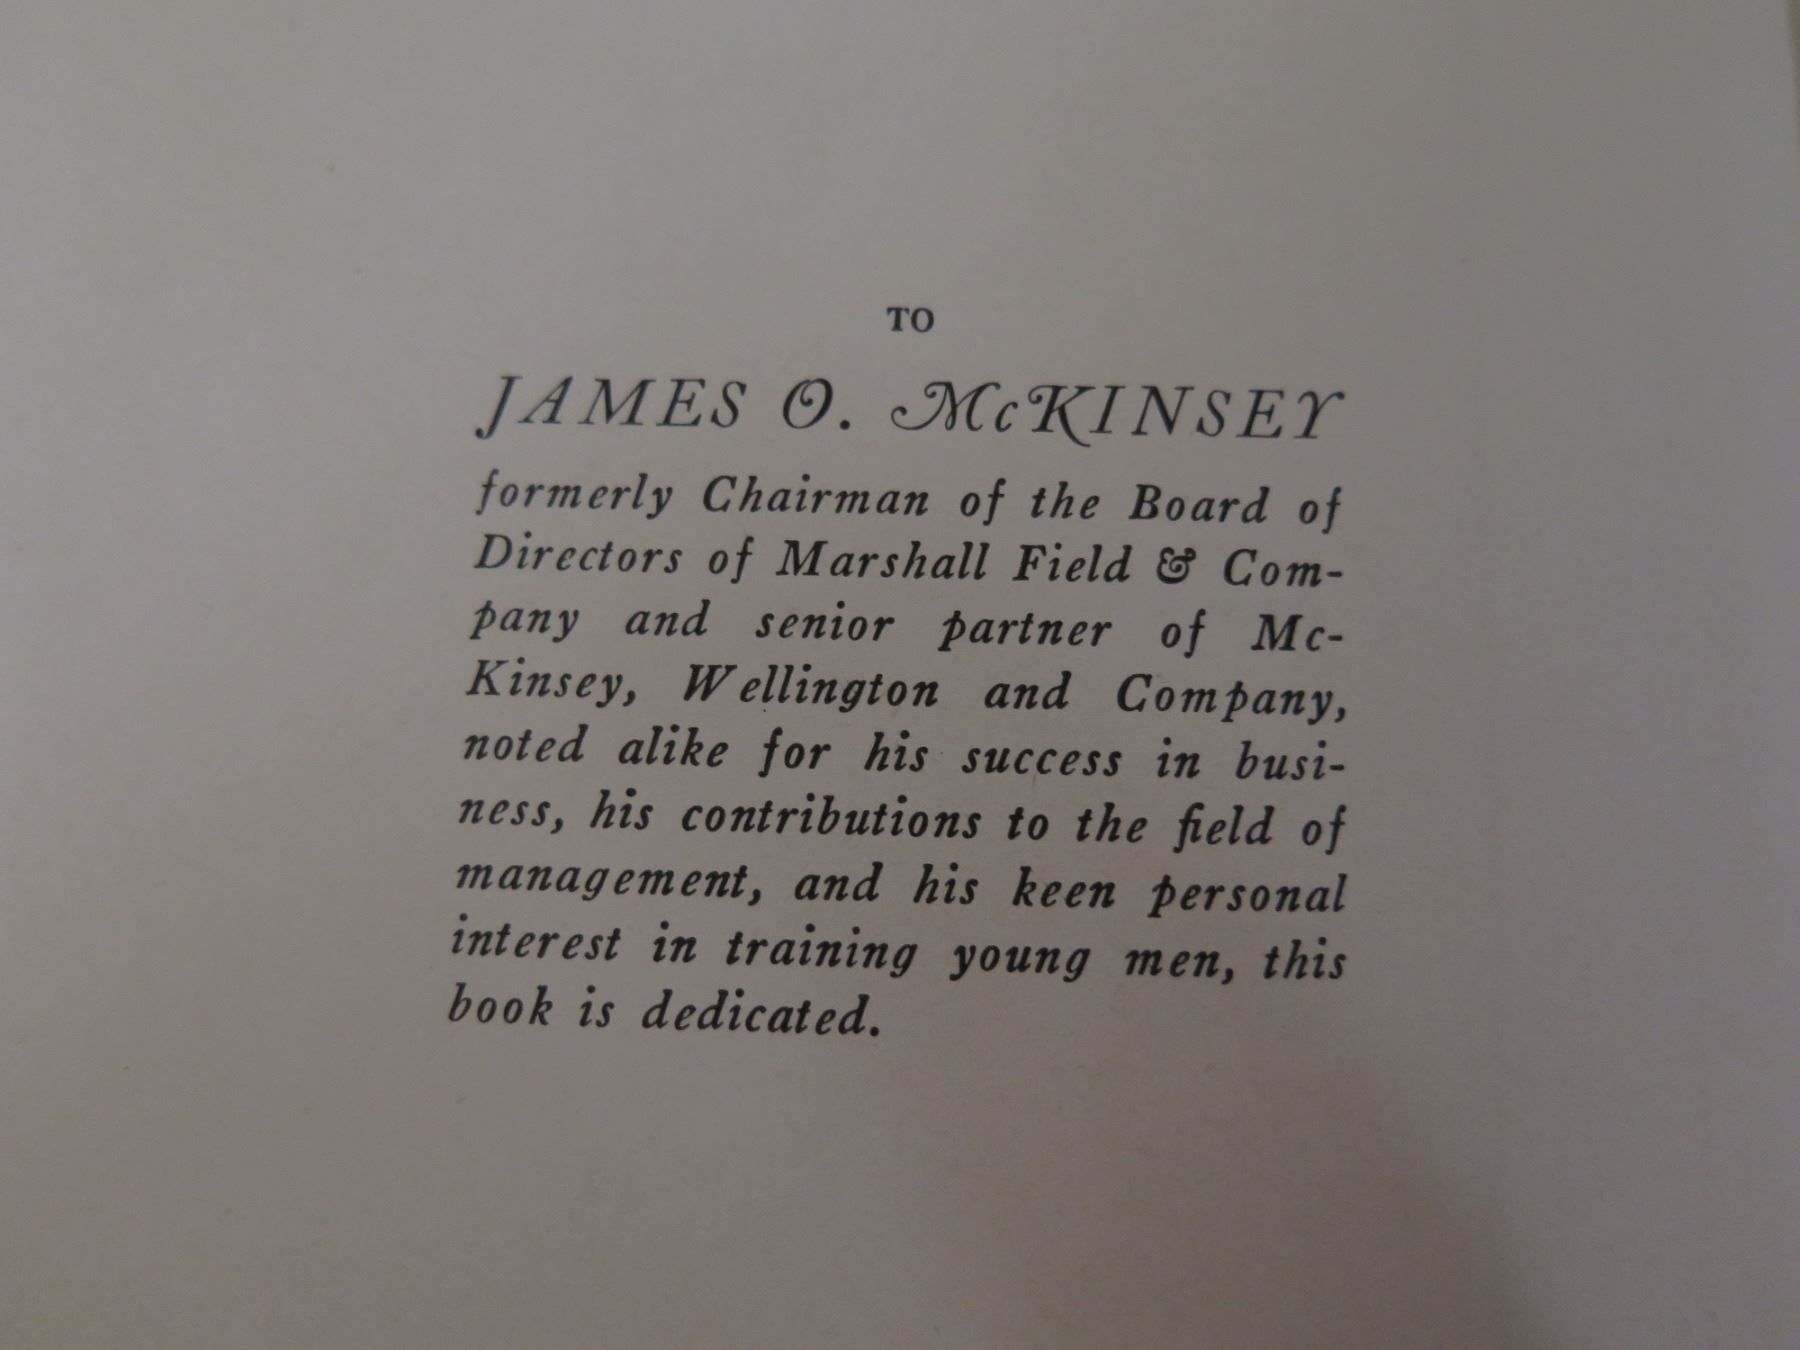 TO
JAMES O. McKINSEY
formerly Chairman of the Board of
Directors of Marshall Field & Com-
pany and senior partner of Mc-
Kinsey, Wellington and Company,
noted alike for his success in busi-
ness, his contributions to the field of
management, and his keen personal
interest in training young men, this
book is dedicated.